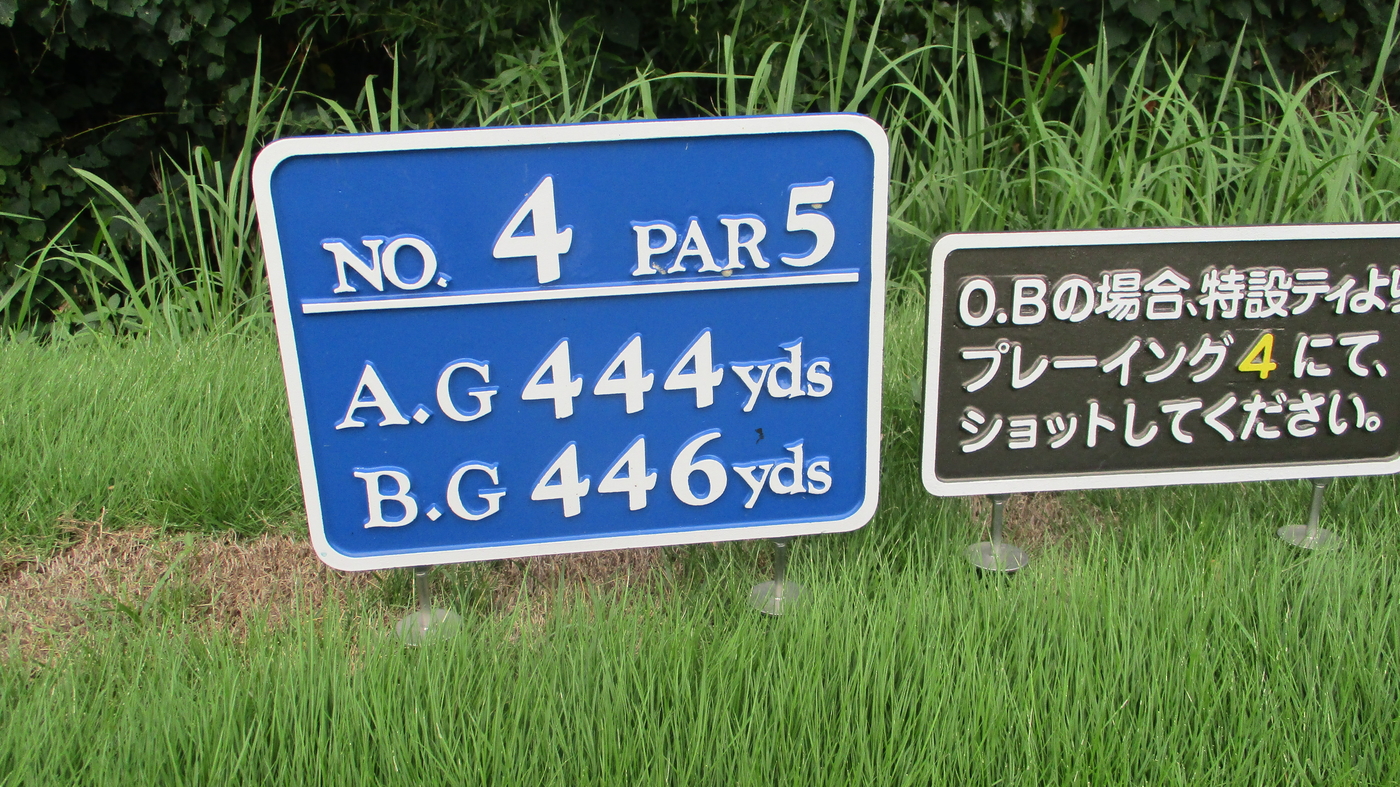 NO. 4 PAR 5
A.G 444 yds
B.G 446 yds
O.Bの場合、特設ティより
プレーイング4にて、
ショットしてください。